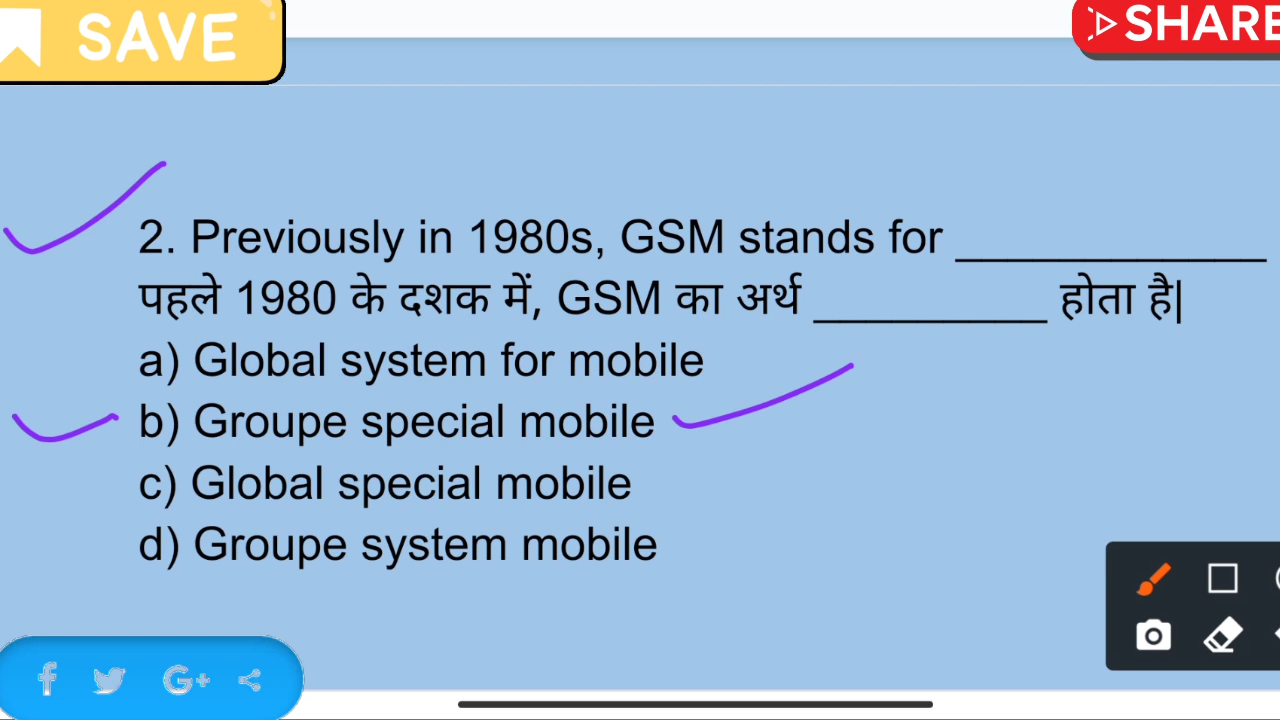 SAVE
SHARE
2. Previously in 1980s, GSM stands for ____________
पहले 1980 के दशक में, GSM का अर्थ _________ होता है|
a) Global system for mobile
b) Groupe special mobile
c) Global special mobile
d) Groupe system mobile
f G+